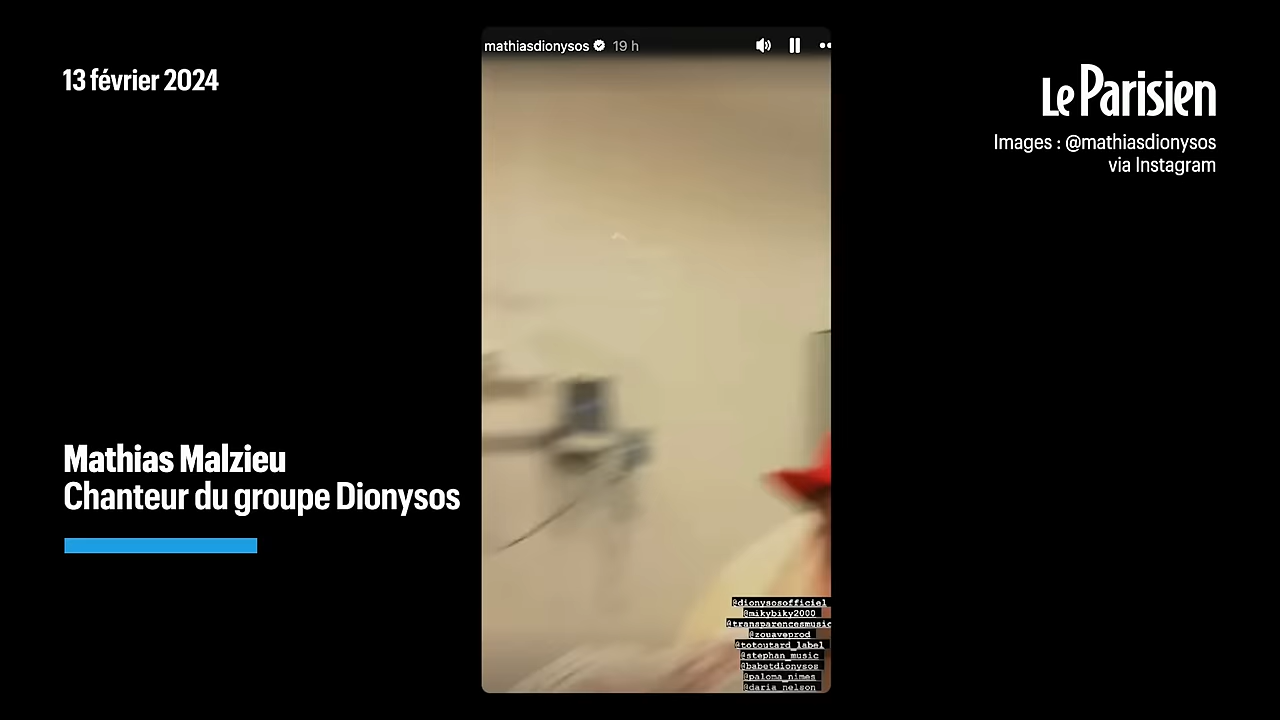 mathiasdionysos 19 h
13 février 2024
Le Parisien
Images : @mathiasdionysos
via Instagram
Mathias Malzieu
Chanteur du groupe Dionysos
@dionysosofficiel
@mikybiky2000
@transparencesmusic
@zouaveprod
@totoutard_label
@stephan_music
@babetdionysos
@paloma_nimes
@daria_nelson